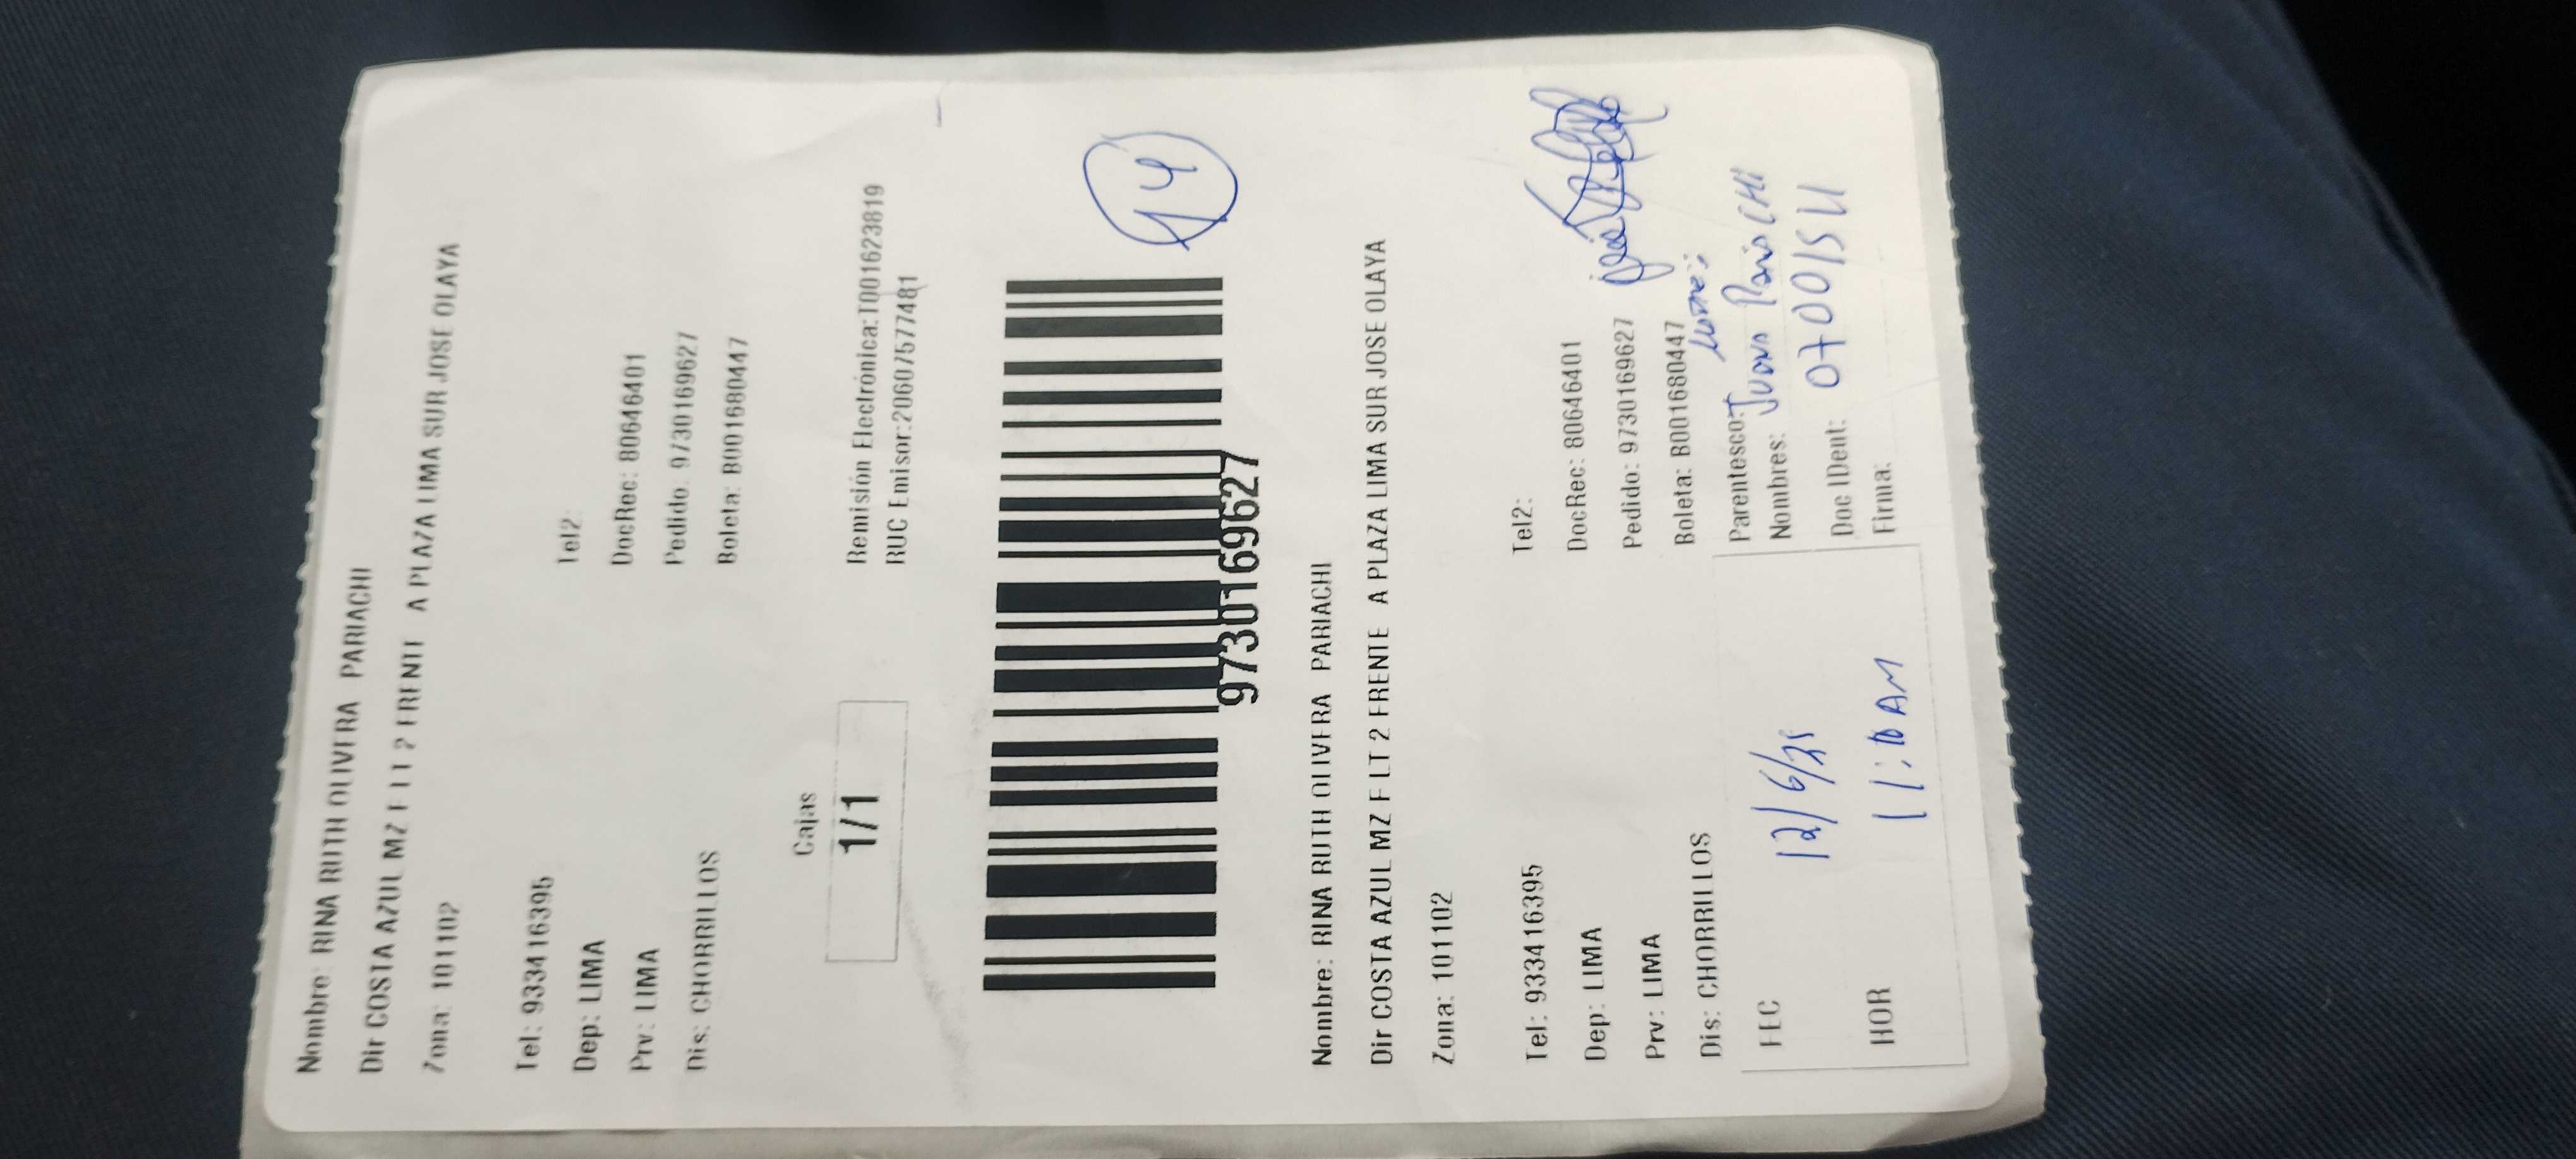 Nombre: RINA RUTH OLIVERA PARIACHI
Dir COSTA AZUL MZ F LT 2 FRENTE A PLAZA LIMA SUR JOSE OLAYA
Zona: 101102
Tel: 933416395 Tel2:
Dep: LIMA DocRec: 80646401
Prv: LIMA Pedido: 9730169627
Dis: CHORRILLOS Boleta: B001680447
Cajas
1/1
Remisión Electrónica:T001623819
RUC Emisor:20607577481
14
9730169627
Nombre: RINA RUTH OLIVERA PARIACHI
Dir COSTA AZUL MZ F LT 2 FRENTE A PLAZA LIMA SUR JOSE OLAYA
Zona: 101102
Tel: 933416395 Tel2:
Dep: LIMA DocRec: 80646401
Prv: LIMA Pedido: 9730169627
Dis: CHORRILLOS Boleta: B001680447
FEC 12/6/25 Parentesco:
Nombres: Juana
HOR 11:10 AM Doc IDent:
Firma: